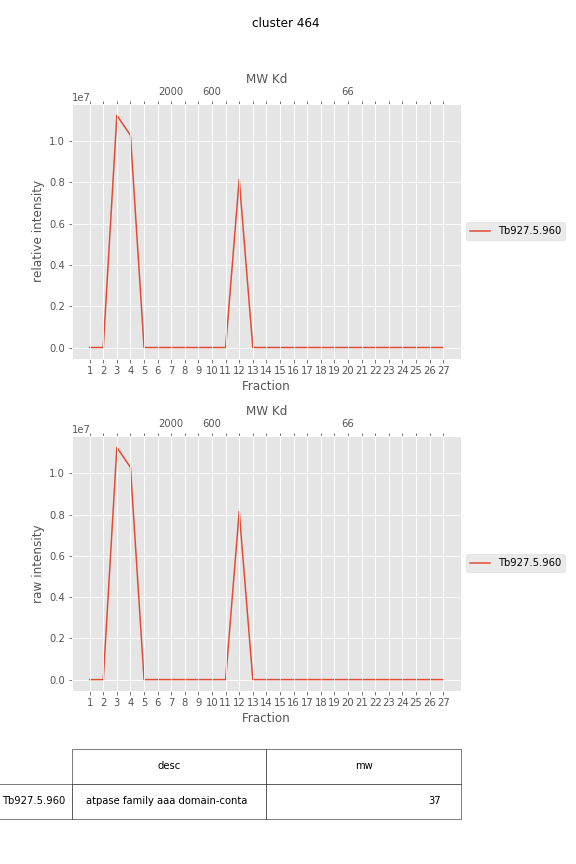 cluster 464
MW Kd
2000 600 66
1e7
1.0
0.8
0.6
0.4
0.2
0.0
relative intensity
Tb927.5.960
1 2 3 4 5 6 7 8 9 10 11 12 13 14 15 16 17 18 19 20 21 22 23 24 25 26 27
Fraction
MW Kd
2000 600 66
1e7
1.0
0.8
0.6
0.4
0.2
0.0
raw intensity
Tb927.5.960
1 2 3 4 5 6 7 8 9 10 11 12 13 14 15 16 17 18 19 20 21 22 23 24 25 26 27
Fraction
desc mw
Tb927.5.960 atpase family aaa domain-conta 37